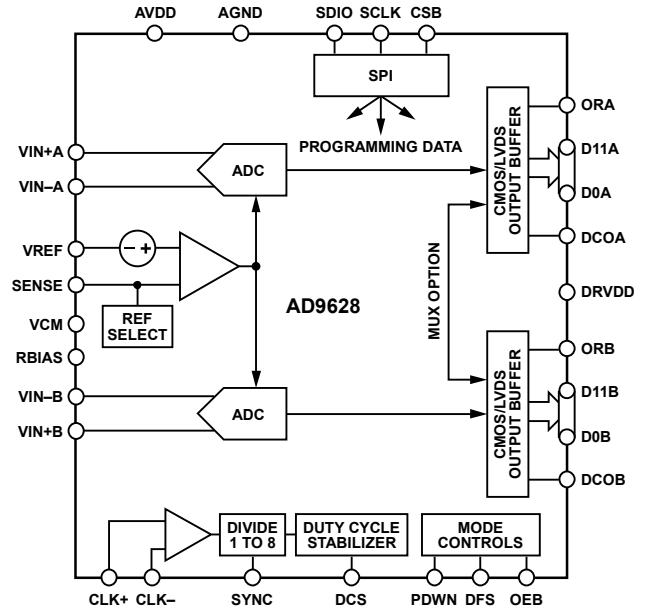 AVDD AGND SDIO SCLK CSB
SPI
PROGRAMMING DATA
ORA
D11A
D0A
DCOA
CMOS/LVDS
OUTPUT BUFFER
VIN+A
VIN–A
ADC
VREF
– +
SENSE
REF
SELECT
AD9628
MUX OPTION
DRVDD
VCM
RBIAS
VIN–B
VIN+B
ADC
CMOS/LVDS
OUTPUT BUFFER
ORB
D11B
D0B
DCOB
DIVIDE
1 TO 8
DUTY CYCLE
STABILIZER
MODE
CONTROLS
CLK+ CLK– SYNC DCS PDWN DFS OEB